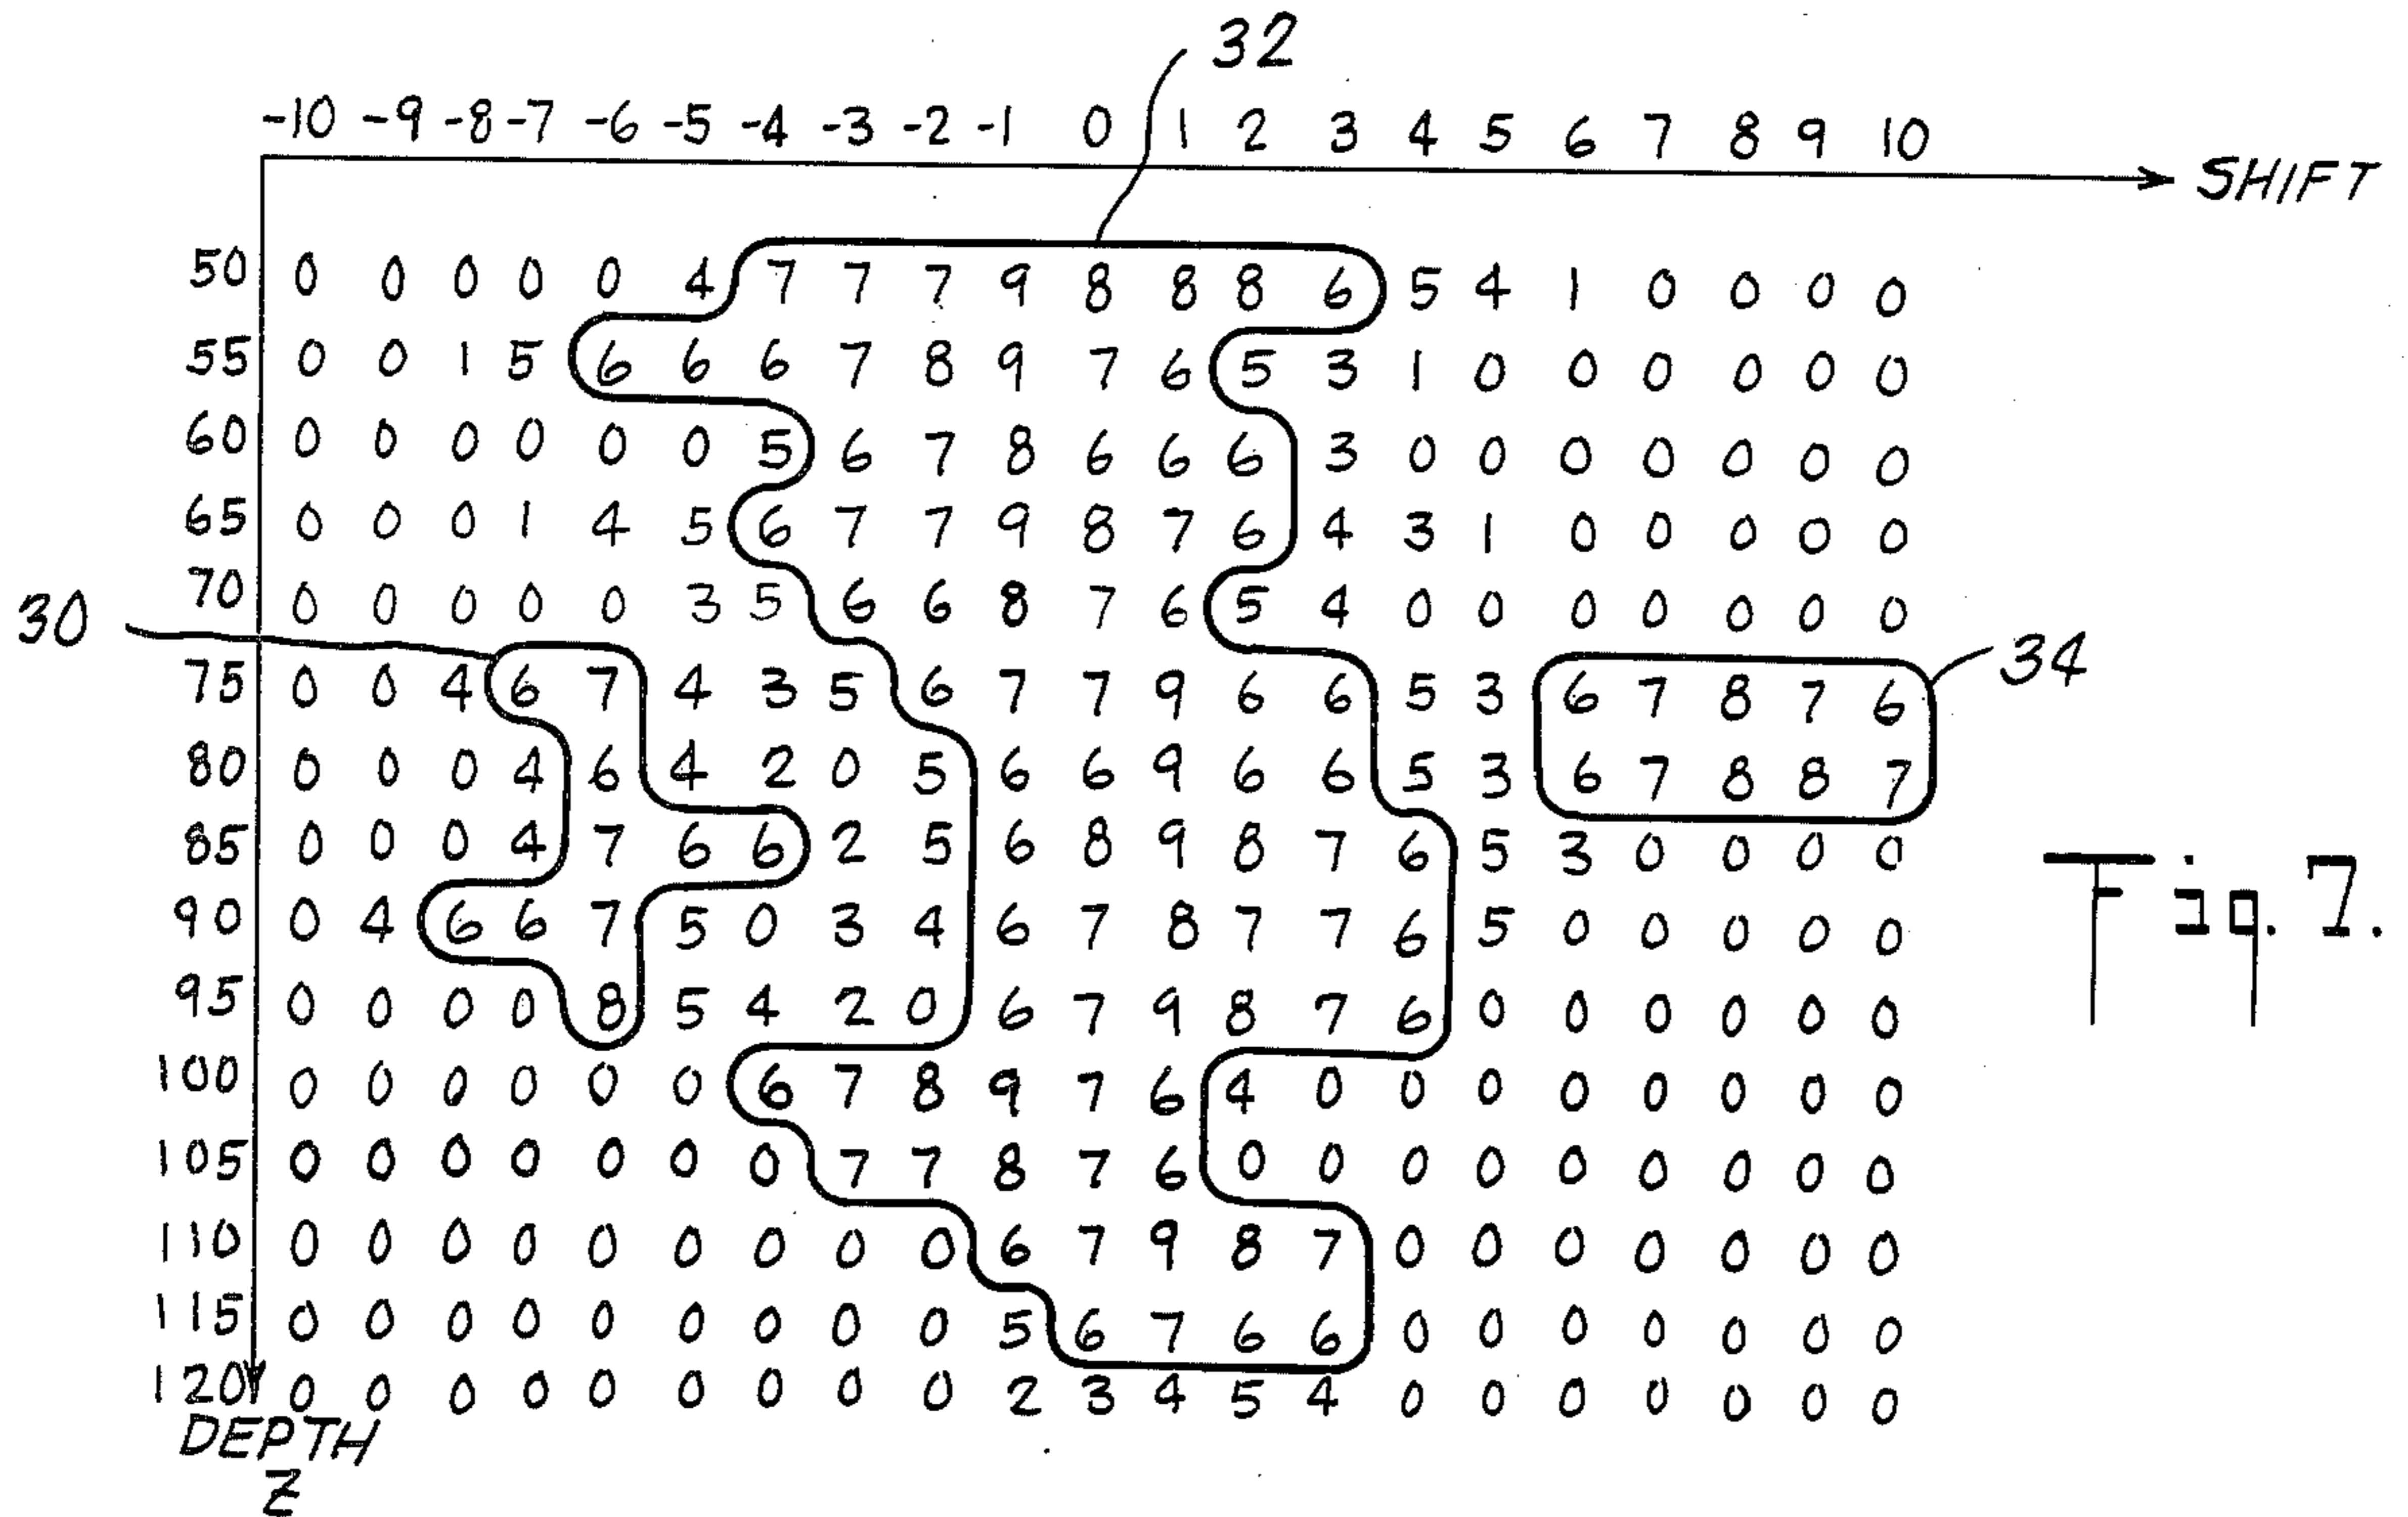 32
-10 -9 -8 -7 -6 -5 -4 -3 -2 -1 0 1 2 3 4 5 6 7 8 9 10
SHIFT
50 0 0 0 0 0 4 7 7 7 9 8 8 8 6 5 4 1 0 0 0 0
55 0 0 1 5 6 6 6 7 8 9 7 6 5 3 1 0 0 0 0 0 0
60 0 0 0 0 0 0 5 6 7 8 6 6 6 3 0 0 0 0 0 0 0
65 0 0 0 1 4 5 6 7 7 9 8 7 6 4 3 1 0 0 0 0 0
70 0 0 0 0 0 3 5 6 6 8 7 6 5 4 0 0 0 0 0 0 0
30
34
75 0 0 4 6 7 4 3 5 6 7 7 9 6 6 5 3 6 7 8 7 6
80 0 0 0 4 6 4 2 0 5 6 6 9 6 6 5 3 6 7 8 8 7
85 0 0 0 4 7 6 6 2 5 6 8 9 8 7 6 5 3 0 0 0 0
Fig. 7.
90 0 4 6 6 7 5 0 3 4 6 7 8 7 7 6 5 0 0 0 0 0
95 0 0 0 0 8 5 4 2 0 6 7 9 8 7 6 0 0 0 0 0 0
100 0 0 0 0 0 0 6 7 8 9 7 6 4 0 0 0 0 0 0 0 0
105 0 0 0 0 0 0 0 7 7 8 7 6 0 0 0 0 0 0 0 0 0
110 0 0 0 0 0 0 0 0 0 6 7 9 8 7 0 0 0 0 0 0 0
115 0 0 0 0 0 0 0 0 0 5 6 7 6 6 0 0 0 0 0 0 0
120 0 0 0 0 0 0 0 0 0 2 3 4 5 4 0 0 0 0 0 0 0
DEPTH
Z